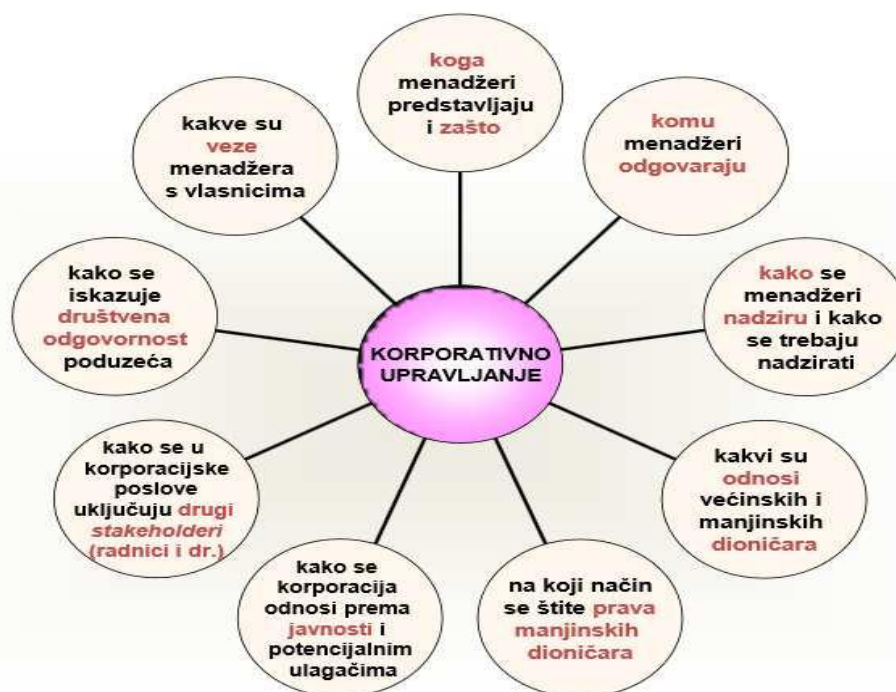 koga
menadžeri
predstavljaju
i zašto
komu
menadžeri
odgovaraju
kako se
menadžeri
nadziru i kako
se trebaju
nadzirati
kakvi su
odnosi
većinskih i
manjinskih
dioničara
na koji način
se štite prava
manjinskih
dioničara
kako se
korporacija
odnosi prema
javnosti i
potencijalnim
ulagačima
kako se u
korporacijske
poslove
uključuju drugi
stakeholderi
(radnici i dr.)
kako se
iskazuje
društvena
odgovornost
poduzeća
kakve su
veze
menadžera
s vlasnicima
KORPORATIVNO
UPRAVLJANJE